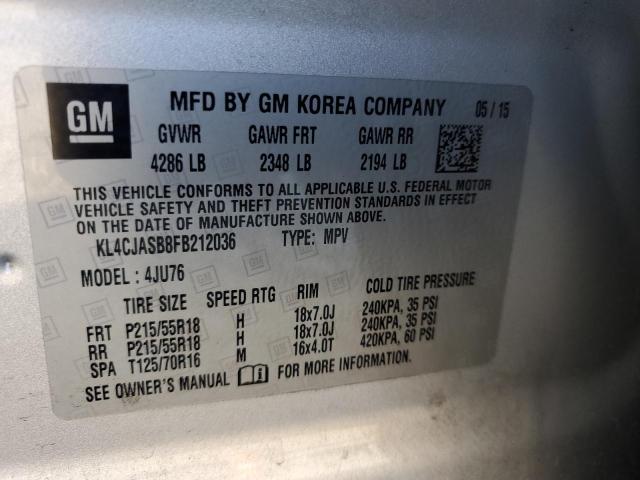 GM
MFD BY GM KOREA COMPANY 05 / 15
GVWR GAWR FRT GAWR RR
4286 LB 2348 LB 2194 LB
THIS VEHICLE CONFORMS TO ALL APPLICABLE U.S. FEDERAL MOTOR
VEHICLE SAFETY AND THEFT PREVENTION STANDARDS IN EFFECT
ON THE DATE OF MANUFACTURE SHOWN ABOVE.
KL4CJASB8FB212036 TYPE: MPV
MODEL : 4JU76
TIRE SIZE SPEED RTG RIM COLD TIRE PRESSURE
FRT P215/55R18 H 18x7.0J 240KPA, 35 PSI
RR P215/55R18 H 18x7.0J 240KPA, 35 PSI
SPA T125/70R16 M 16x4.0T 420KPA, 60 PSI
SEE OWNER'S MANUAL FOR MORE INFORMATION